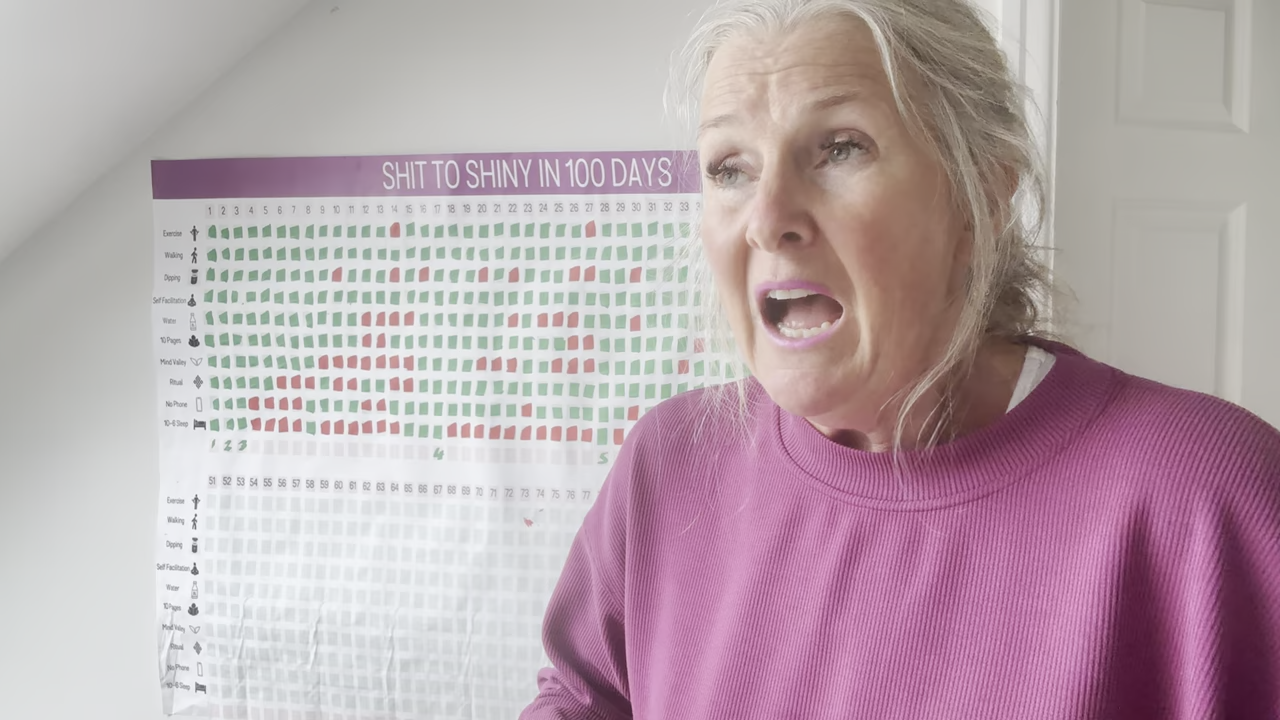 SHIT TO SHINY IN 100 DAYS
1 2 3 4 5 6 7 8 9 10 11 12 13 14 15 16 17 18 19 20 21 22 23 24 25 26 27 28 29 30 31 32 33
Exercise
Walking
Dipping
Self Facilitation
Water
10 Pages
Mind Valley
Ritual
No Phone
10-6 Sleep
1 2 3 4 5
51 52 53 54 55 56 57 58 59 60 61 62 63 64 65 66 67 68 69 70 71 72 73 74 75 76 77
Exercise
Walking
Dipping
Self Facilitation
Water
10 Pages
Mind Valley
Ritual
No Phone
10-6 Sleep